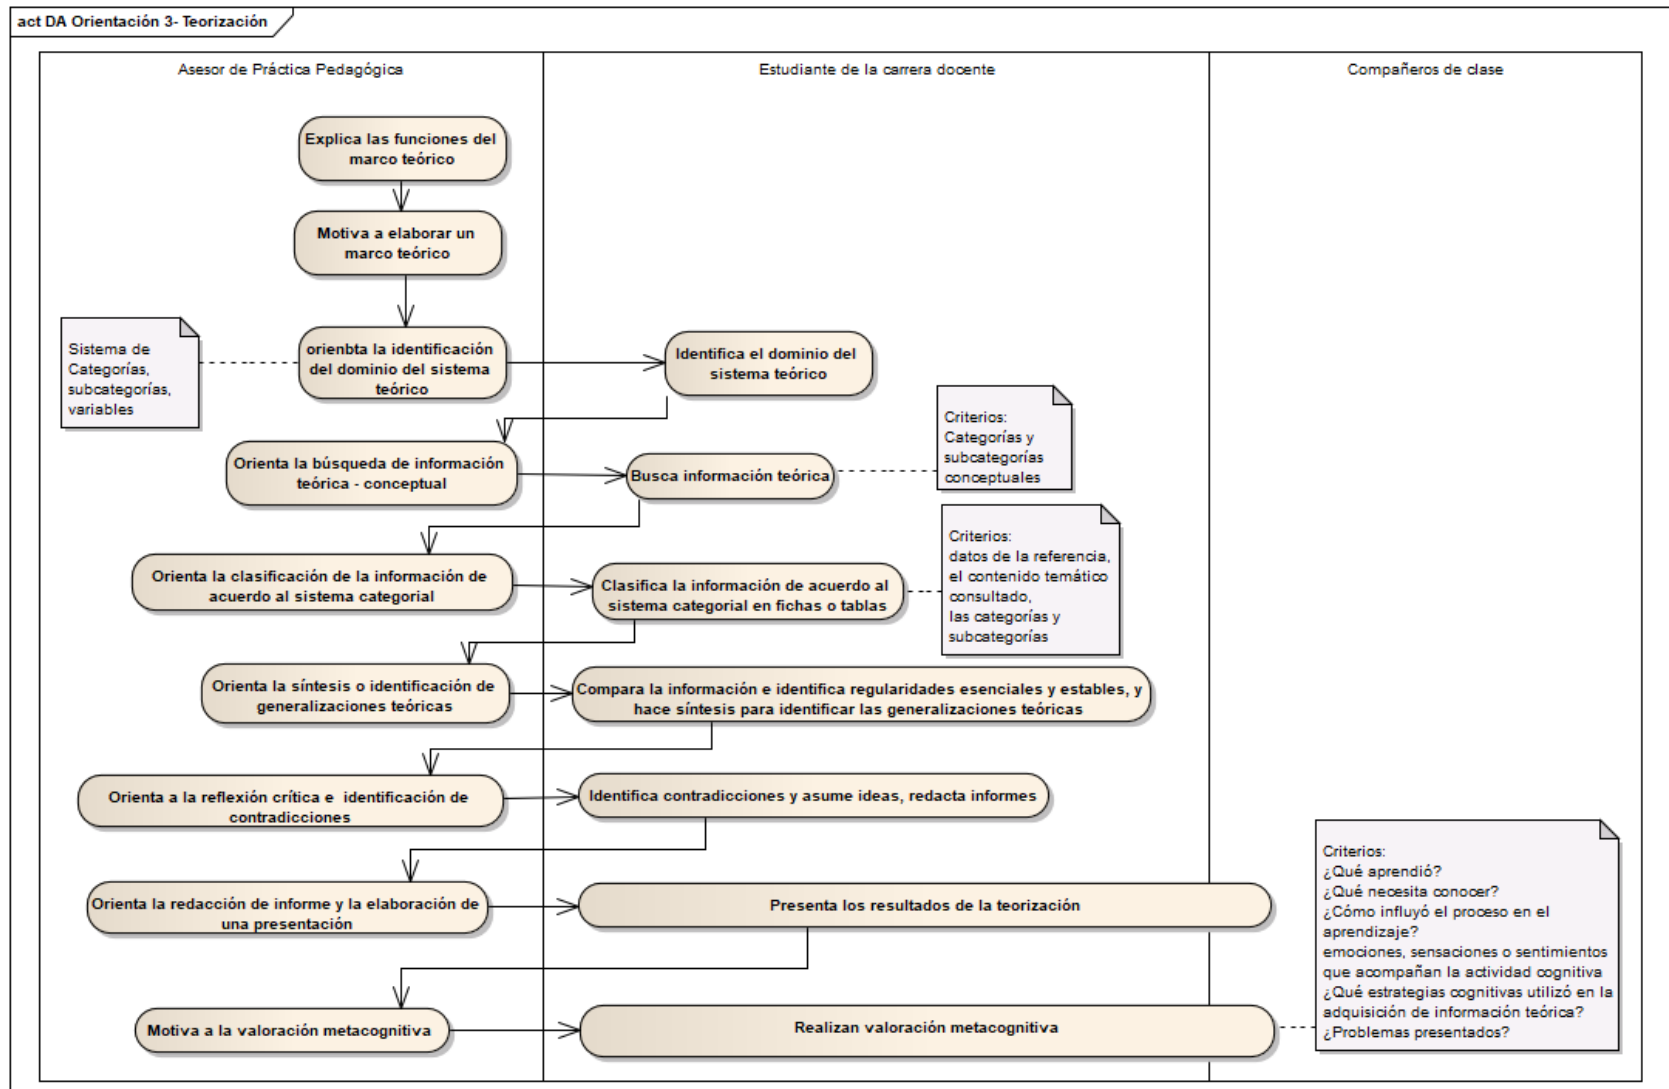 act DA Orientación 3- Teorización
Asesor de Práctica Pedagógica
Estudiante de la carrera docente
Compañeros de clase
Explica las funciones del
marco teórico
Motiva a elaborar un
marco teórico
Sistema de
Categorías,
subcategorías,
variables
orienbta la identificación
del dominio del sistema
teórico
Identifica el dominio del
sistema teórico
Orienta la búsqueda de información
teórica - conceptual
Busca información teórica
Criterios:
Categorías y
subcategorías
conceptuales
Orienta la clasificación de la información de
acuerdo al sistema categorial
Clasifica la información de acuerdo al
sistema categorial en fichas o tablas
Criterios:
datos de la referencia,
el contenido temático
consultado,
las categorías y
subcategorías
Orienta la síntesis o identificación de
generalizaciones teóricas
Compara la información e identifica regularidades esenciales y estables, y
hace síntesis para identificar las generalizaciones teóricas
Orienta a la reflexión crítica e  identificación de
contradicciones
Identifica contradicciones y asume ideas, redacta informes
Orienta la redacción de informe y la elaboración de
una presentación
Presenta los resultados de la teorización
Motiva a la valoración metacognitiva
Realizan valoración metacognitiva
Criterios:
¿Qué aprendió?
¿Qué necesita conocer?
¿Cómo influyó el proceso en el
aprendizaje?
emociones, sensaciones o sentimientos
que acompañan la actividad cognitiva
¿Qué estrategias cognitivas utilizó en la
adquisición de información teórica?
¿Problemas presentados?